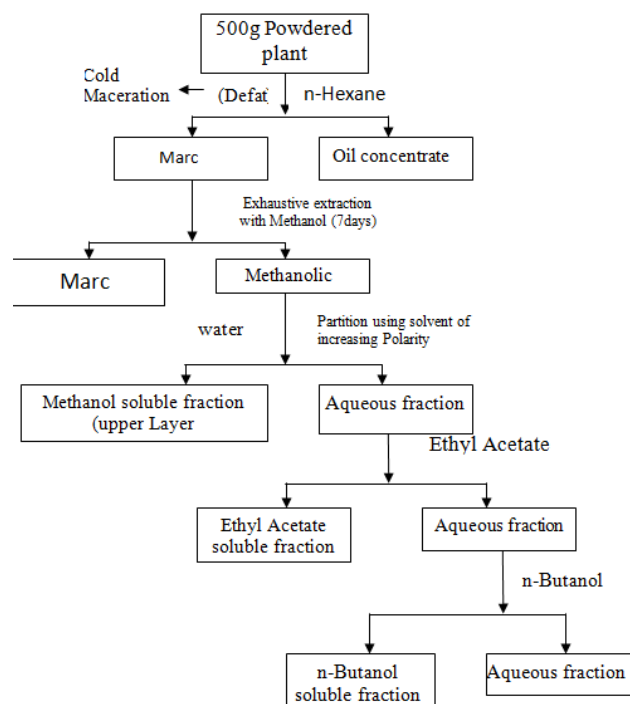 500g Powdered
plant
Cold
Maceration
(Defat)
n-Hexane
Marc
Oil concentrate
Exhaustive extraction
with Methanol (7days)
Marc
Methanolic
water
Partition using solvent of
increasing Polarity
Methanol soluble fraction
(upper Layer
Aqueous fraction
Ethyl Acetate
Ethyl Acetate
soluble fraction
Aqueous fraction
n-Butanol
n-Butanol
soluble fraction
Aqueous fraction